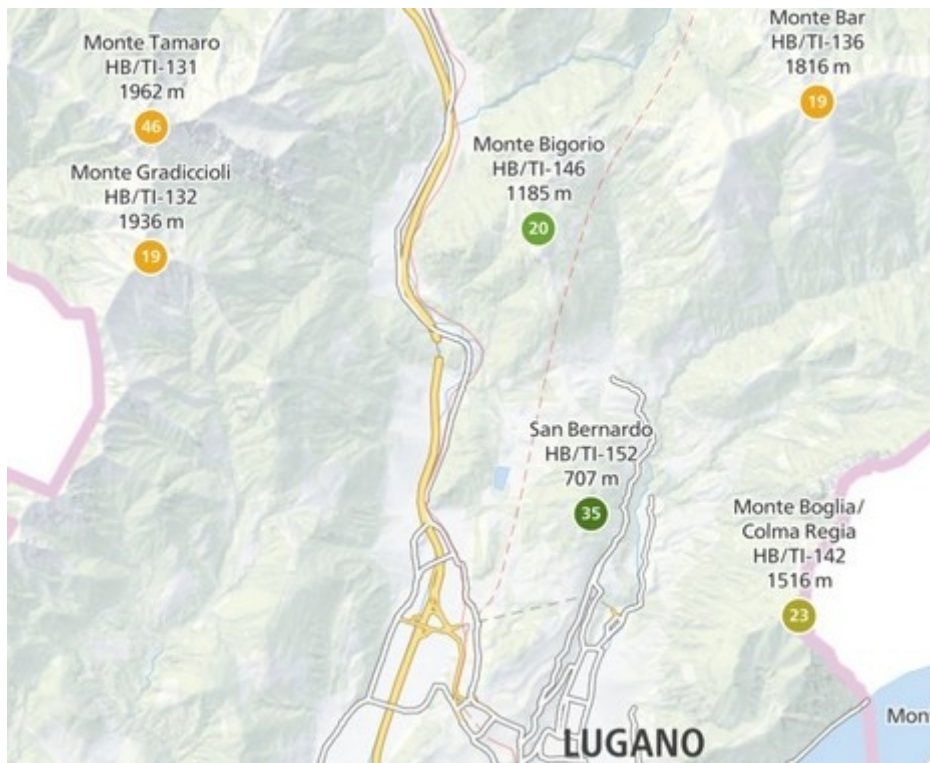 Monte Tamaro
HB/TI-131
1962 m
46
Monte Gradiccioli
HB/TI-132
1936 m
19
Monte Bar
HB/TI-136
1816 m
19
Monte Bigorio
HB/TI-146
1185 m
20
San Bernardo
HB/TI-152
707 m
35
Monte Boglia/
Colma Regia
HB/TI-142
1516 m
23
Mont
LUGANO